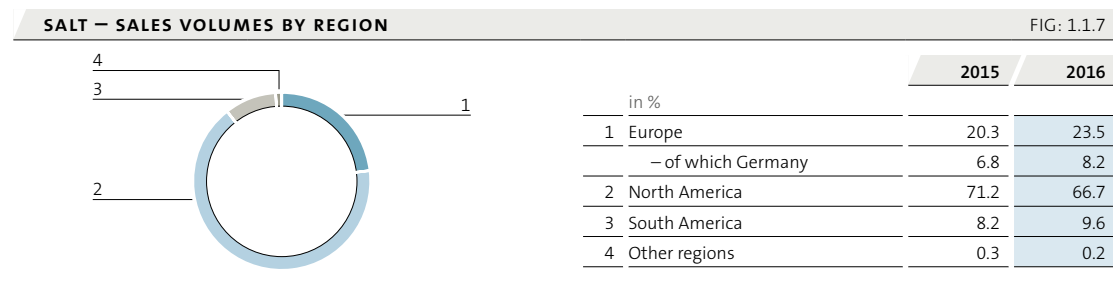 SALT — SALES VOLUMES BY REGION FIG: 1.1.7
4
3
1
2
2015 2016
in %
1 Europe 20.3 23.5
– of which Germany 6.8 8.2
2 North America 71.2 66.7
3 South America 8.2 9.6
4 Other regions 0.3 0.2